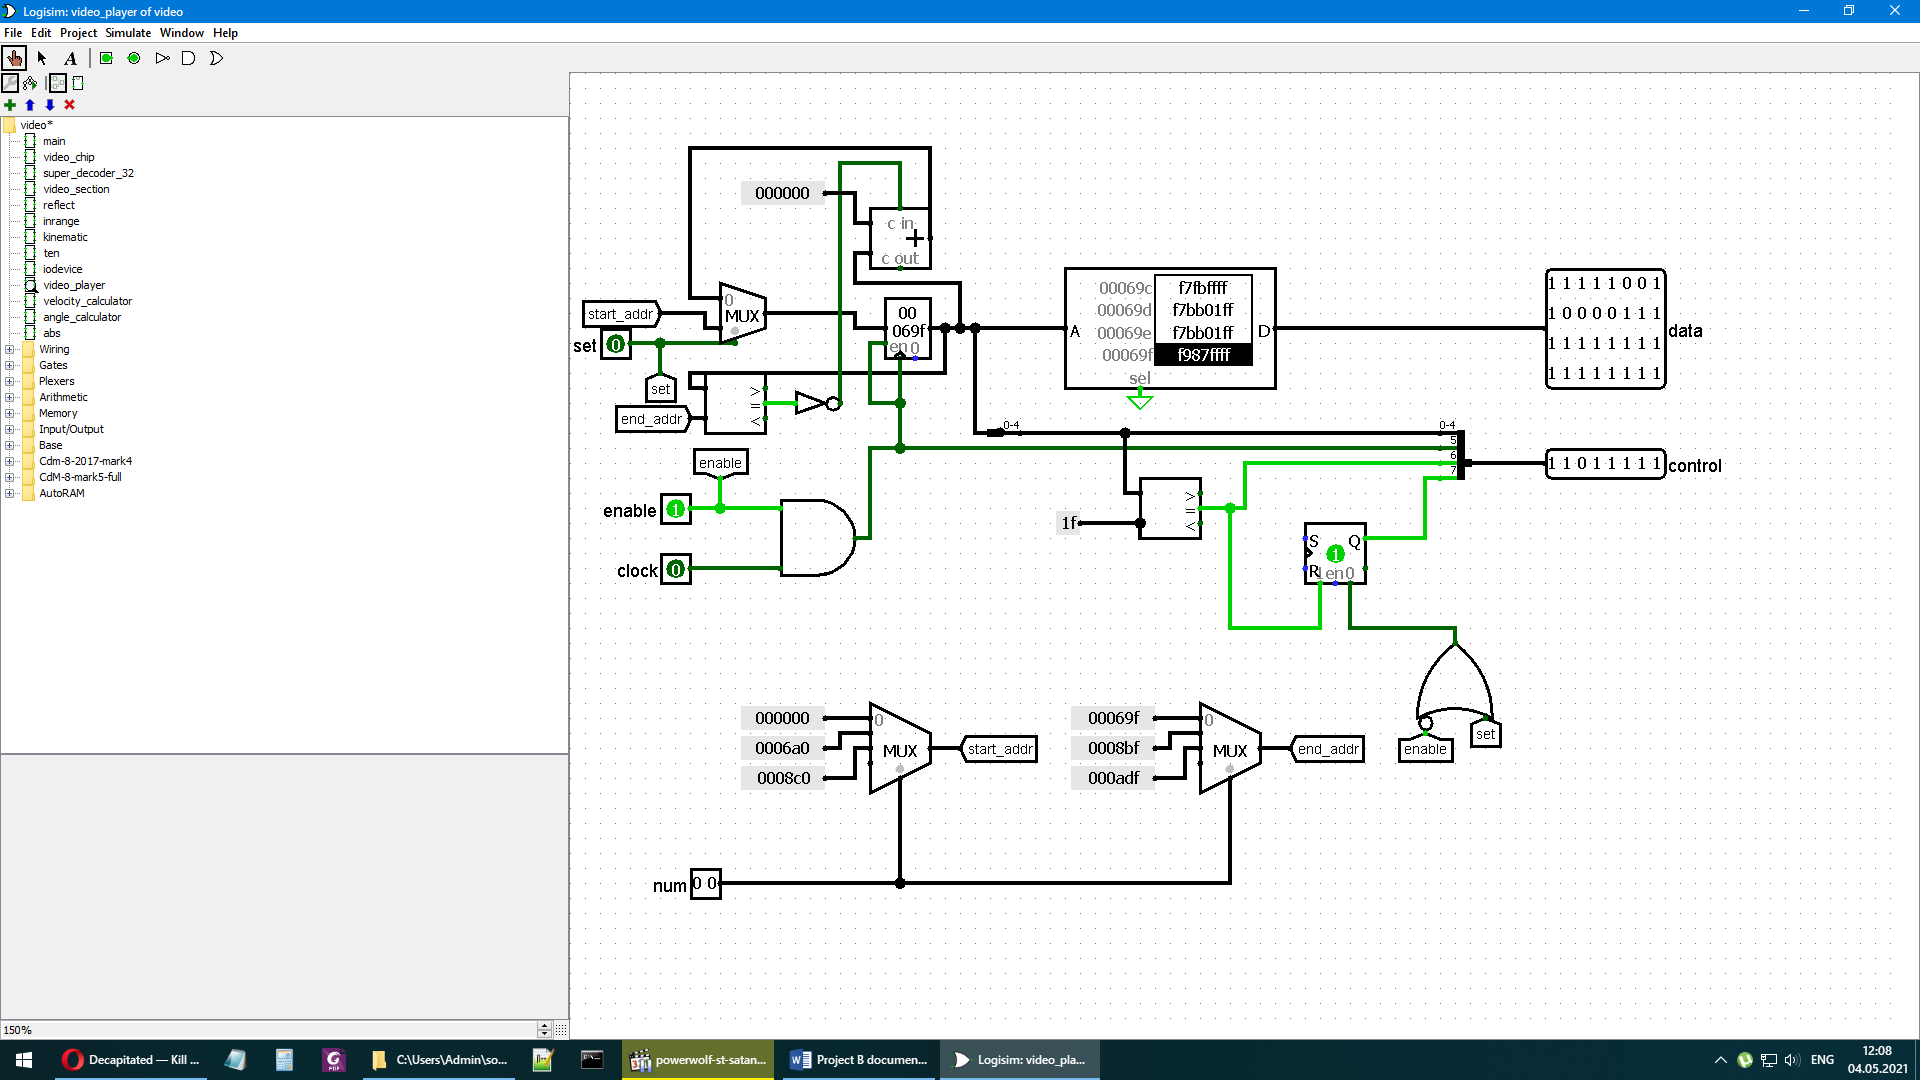 Logisim: video_player of video
File Edit Project Simulate Window Help
A
video*
main
video_chip
super_decoder_32
video_section
reflect
inrange
kinematic
ten
iodevice
video_player
velocity_calculator
angle_calculator
abs
Wiring
Gates
Plexers
Arithmetic
Memory
Input/Output
Base
Cdm-8-2017-mark4
CdM-8-mark5-full
AutoRAM
150%
000000
c in
+
c out
start_addr
0
MUX
set 0
set
end_addr
>
=
<
00
069f
en 0
00069c f7fbffff
00069d f7bb01ff
00069e f7bb01ff
00069f f987ffff
A
D
sel
1 1 1 1 1 0 0 1
1 0 0 0 0 1 1 1
1 1 1 1 1 1 1 1
1 1 1 1 1 1 1 1
data
0-4
0-4
5
6
7
1 1 0 1 1 1 1 1 control
enable
enable 1
clock 0
1f
>
=
<
S Q
1
R 1 en0
enable
set
000000
0006a0
0008c0
0
MUX
start_addr
00069f
0008bf
000adf
0
MUX
end_addr
num 0 0
Decapitated — Kill ...
C:\Users\Admin\so...
powerwolf-st-satan...
Project B documen...
Logisim: video_pla...
ENG
12:08
04.05.2021